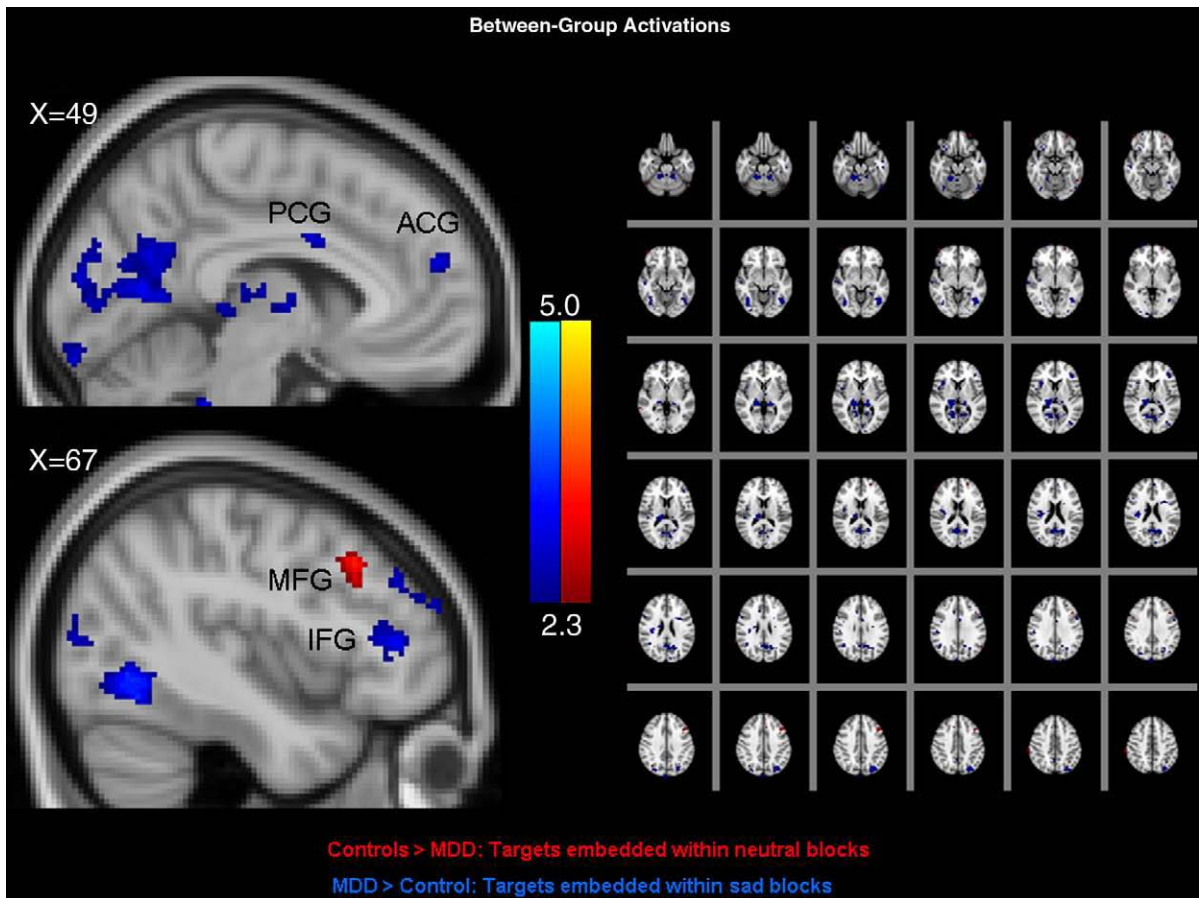 Between-Group Activations
X=49
PCG
ACG
5.0
2.3
X=67
MFG
IFG
Controls > MDD: Targets embedded within neutral blocks
MDD > Control: Targets embedded within sad blocks